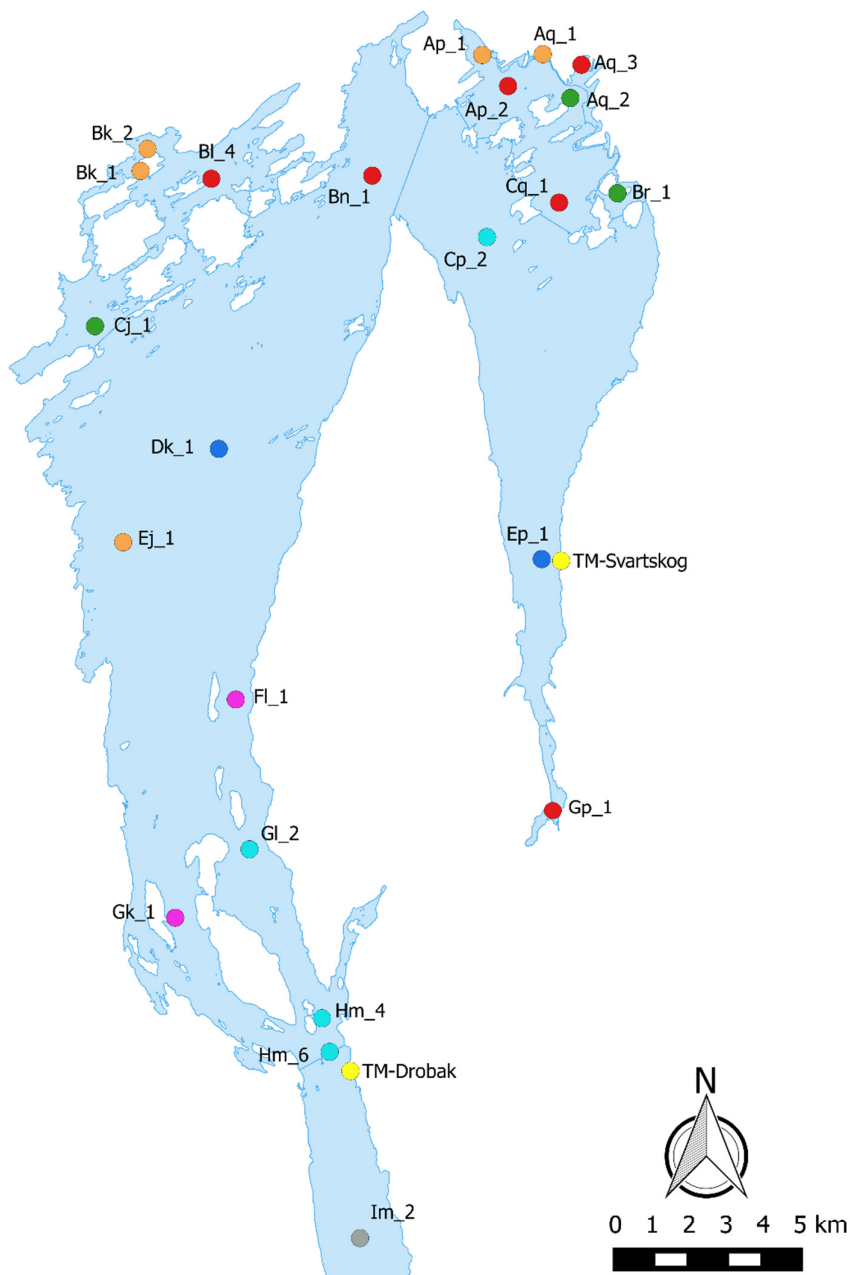 Ap_1
Aq_1
Aq_3
Ap_2
Aq_2
Bk_2
Bl_4
Bk_1
Bn_1
Cq_1
Br_1
Cp_2
Cj_1
Dk_1
Ej_1
Ep_1
TM-Svartskog
Fl_1
Gp_1
Gl_2
Gk_1
Hm_4
Hm_6
TM-Drobak
N
Im_2
0 1 2 3 4 5 km